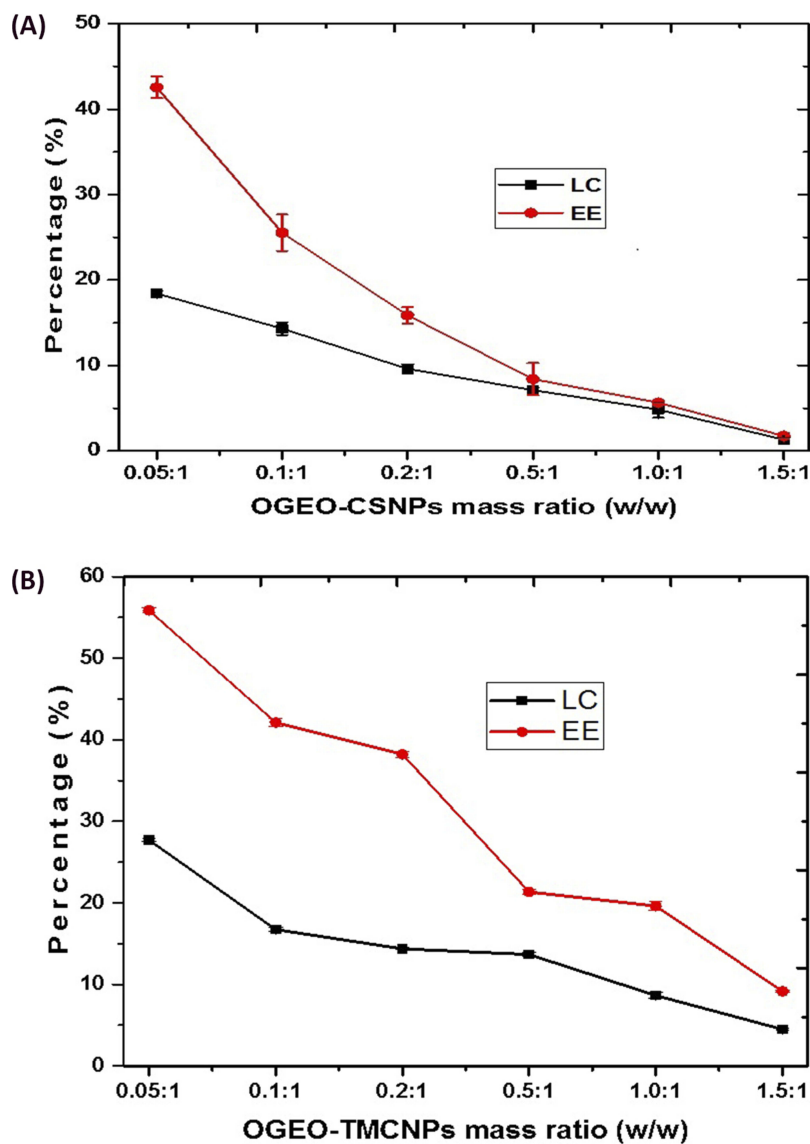 (A)
50
40
30
20
10
0
Percentage (%)
LC
EE
0.05:1 0.1:1 0.2:1 0.5:1 1.0:1 1.5:1
OGEO-CSNPs mass ratio (w/w)
(B)
60
50
40
30
20
10
0
Percentage (%)
LC
EE
0.05:1 0.1:1 0.2:1 0.5:1 1.0:1 1.5:1
OGEO-TMCNPs mass ratio (w/w)